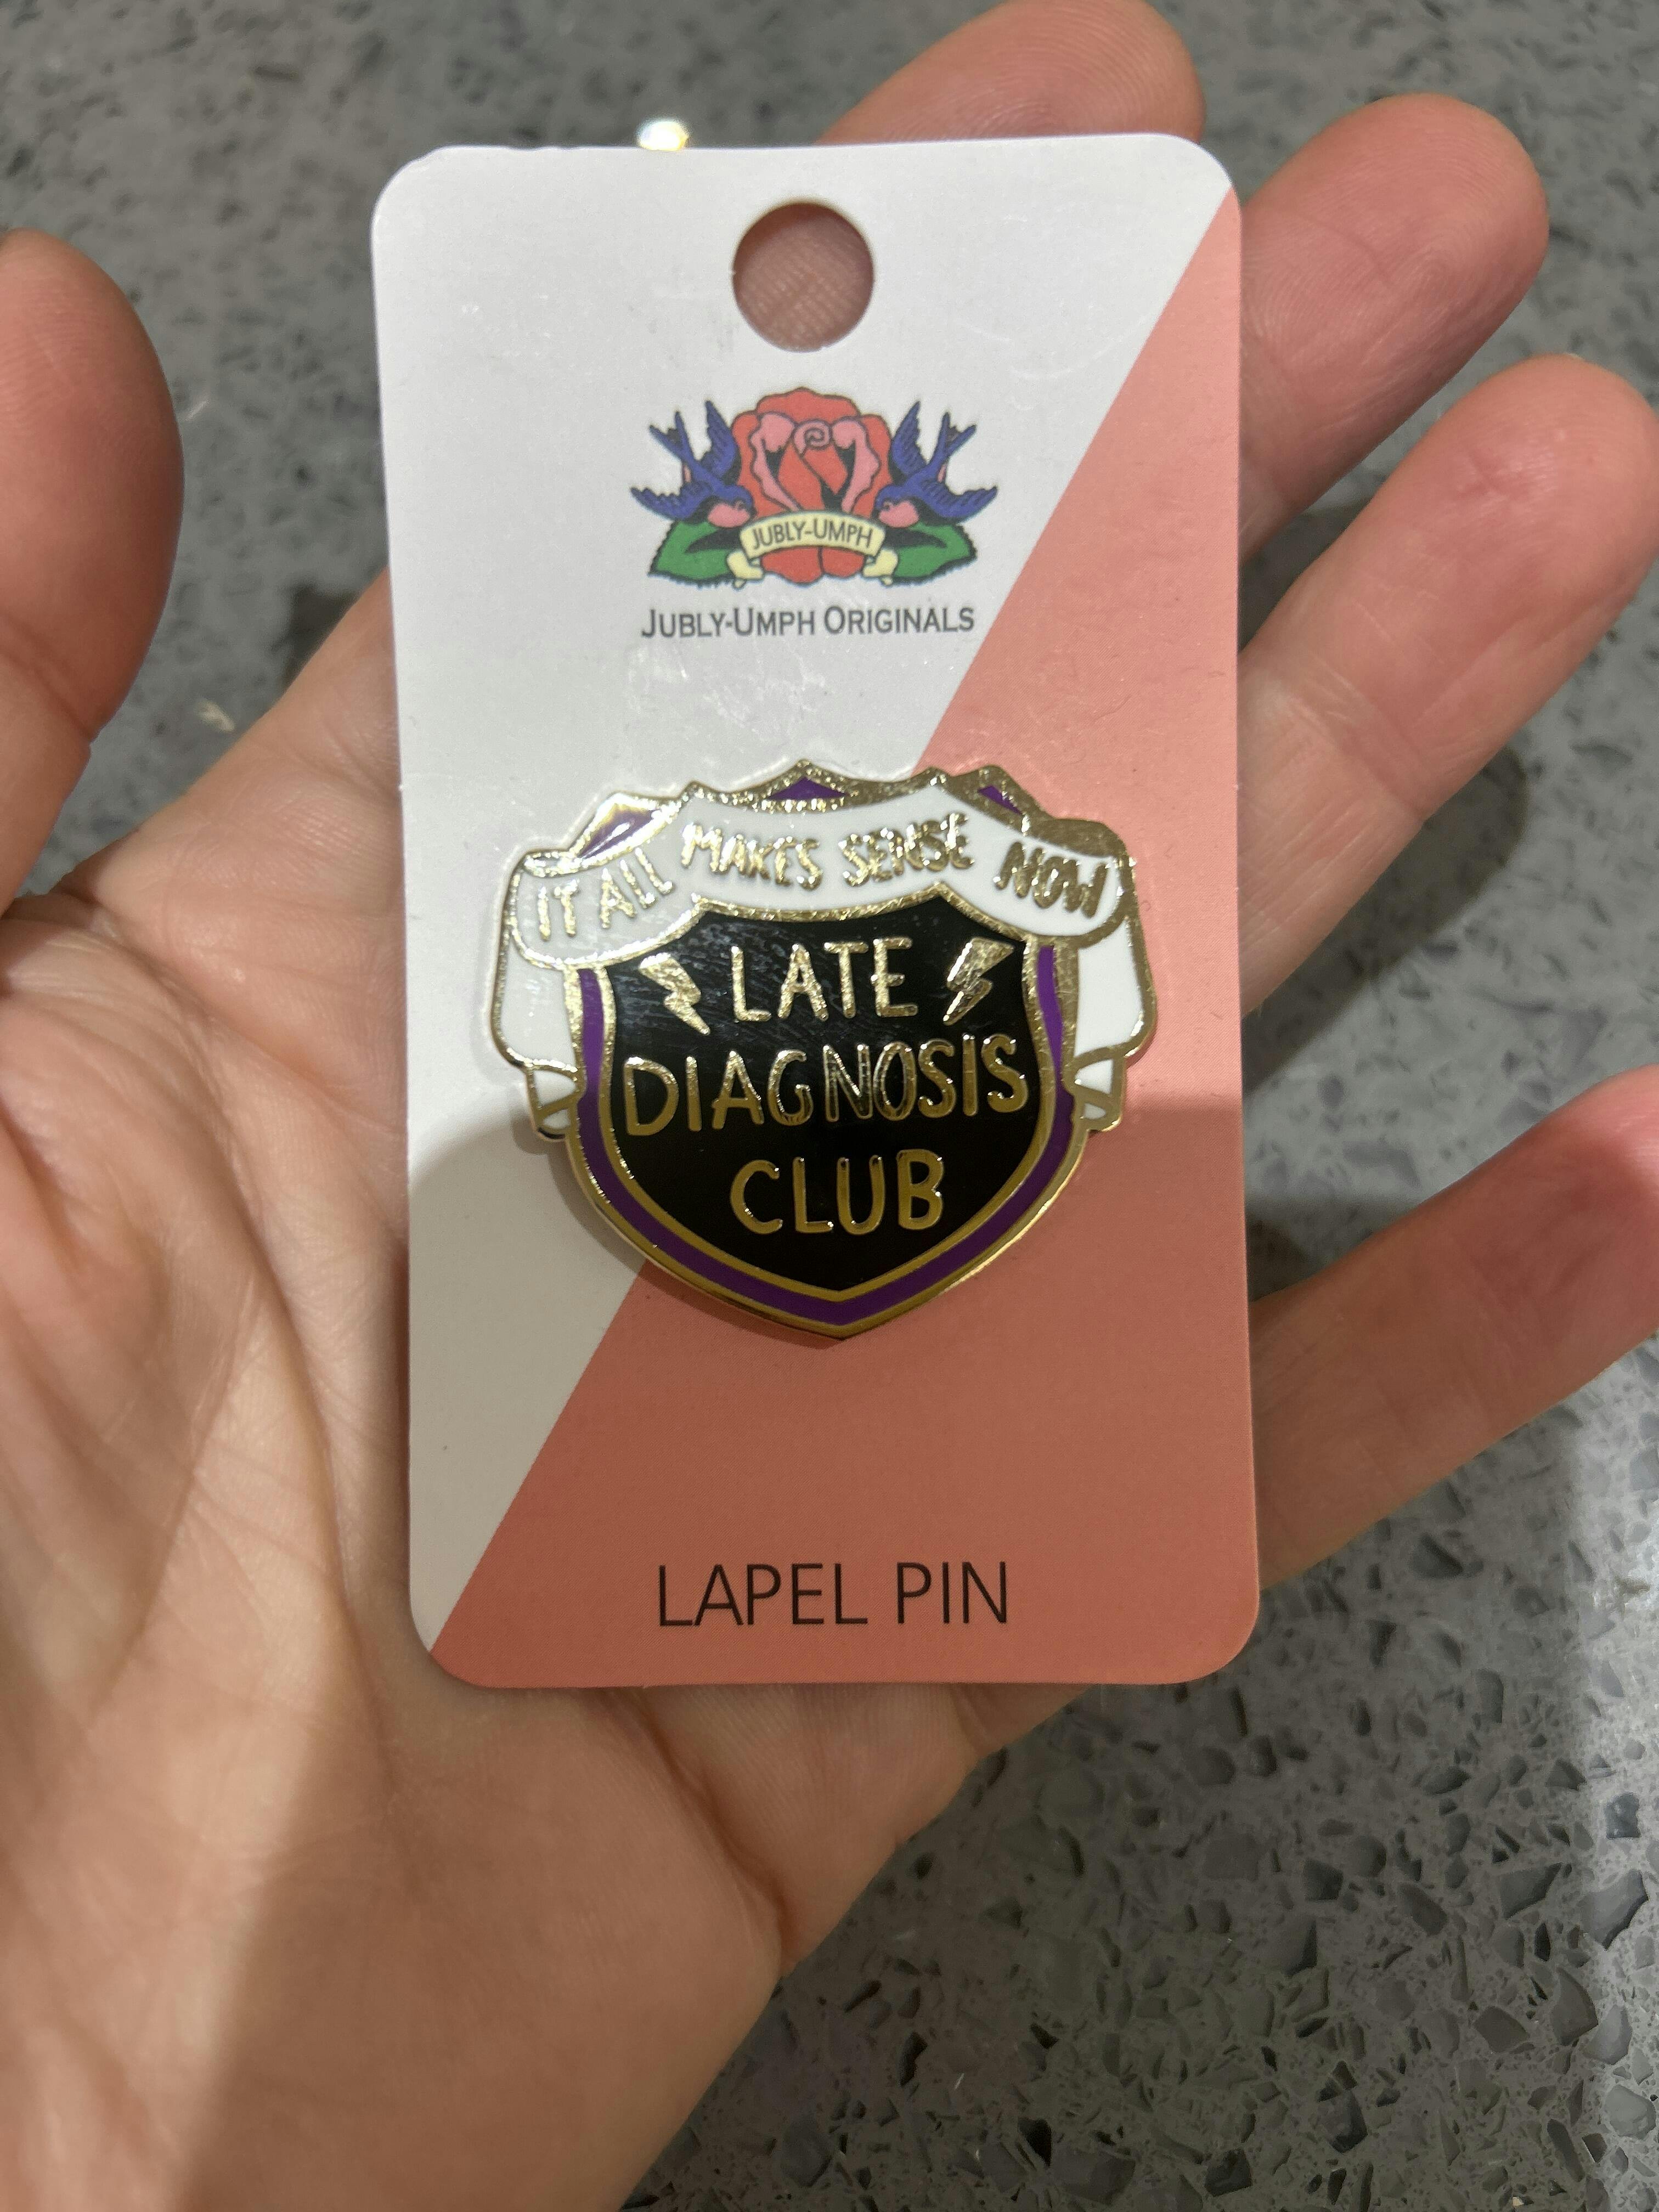 JUBLY-UMPH
JUBLY-UMPH ORIGINALS
IT ALL MAKES SENSE NOW
LATE
DIAGNOSIS
CLUB
LAPEL PIN